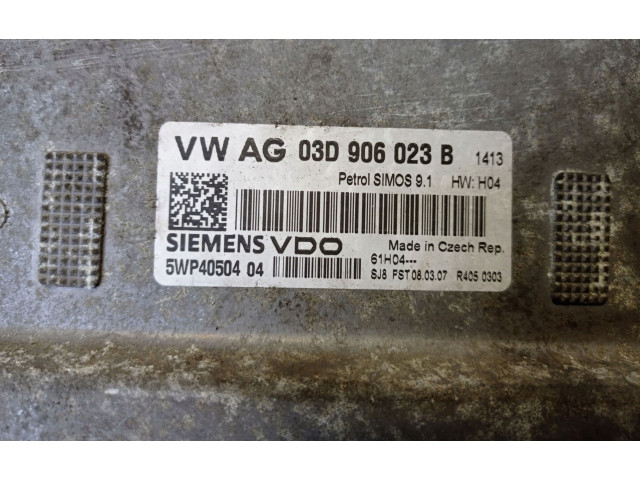 VW AG 03D 906 023 B 1413
Petrol SIMOS 9.1 HW: H04
SIEMENS VDO Made in Czech Rep.
5WP40504 04 61H04---
SJ8 FST 08.03.07 R405 0303